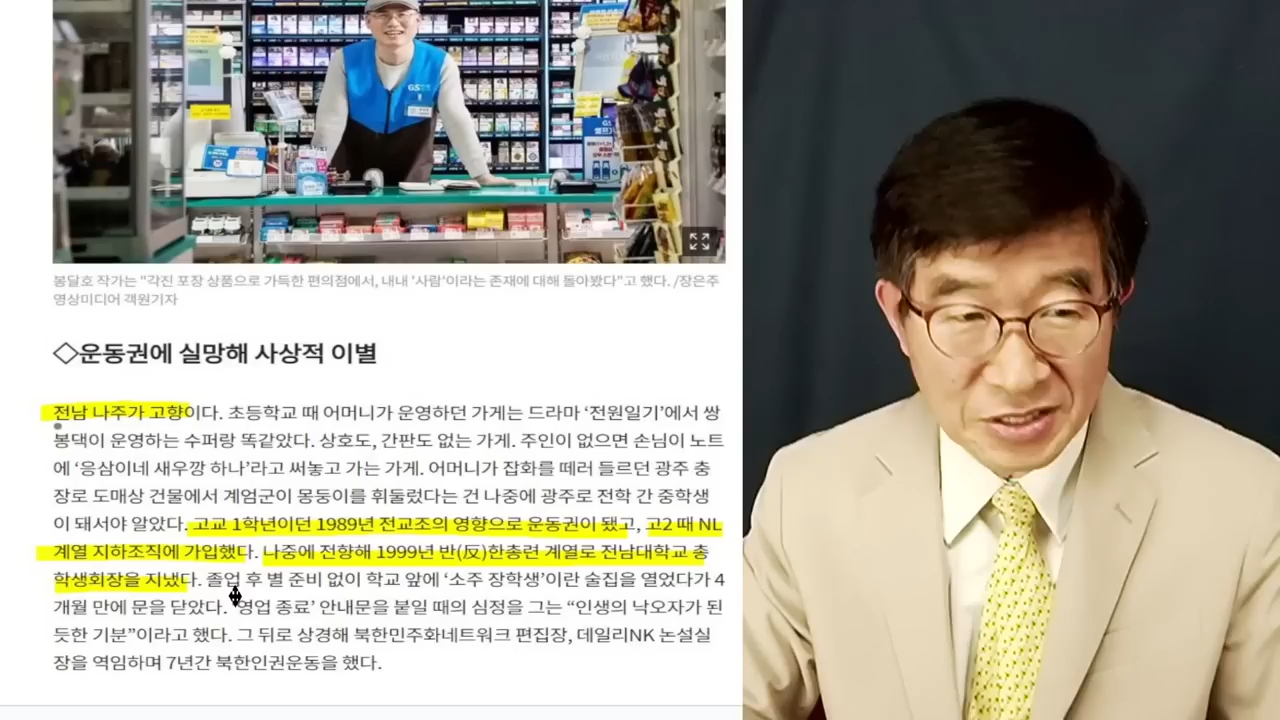 GS
봉달호 작가는 "각진 포장 상품으로 가득한 편의점에서, 내내 '사람'이라는 존재에 대해 돌아봤다"고 했다. /장은주
영상미디어 객원기자
◇운동권에 실망해 사상적 이별
전남 나주가 고향이다. 초등학교 때 어머니가 운영하던 가게는 드라마 ‘전원일기’에서 쌍
봉댁이 운영하는 수퍼랑 똑같았다. 상호도, 간판도 없는 가게. 주인이 없으면 손님이 노트
에 ‘응삼이네 새우깡 하나’라고 써놓고 가는 가게. 어머니가 잡화를 떼러 들르던 광주 충
장로 도매상 건물에서 계엄군이 몽둥이를 휘둘렀다는 건 나중에 광주로 전학 간 중학생
이 돼서야 알았다. 고교 1학년이던 1989년 전교조의 영향으로 운동권이 됐고, 고2 때 NL
계열 지하조직에 가입했다. 나중에 전향해 1999년 반(反)한총련 계열로 전남대학교 총
학생회장을 지냈다. 졸업 후 별 준비 없이 학교 앞에 ‘소주 장학생’이란 술집을 열었다가 4
개월 만에 문을 닫았다. ‘영업 종료’ 안내문을 붙일 때의 심정을 그는 “인생의 낙오자가 된
듯한 기분”이라고 했다. 그 뒤로 상경해 북한민주화네트워크 편집장, 데일리NK 논설실
장을 역임하며 7년간 북한인권운동을 했다.